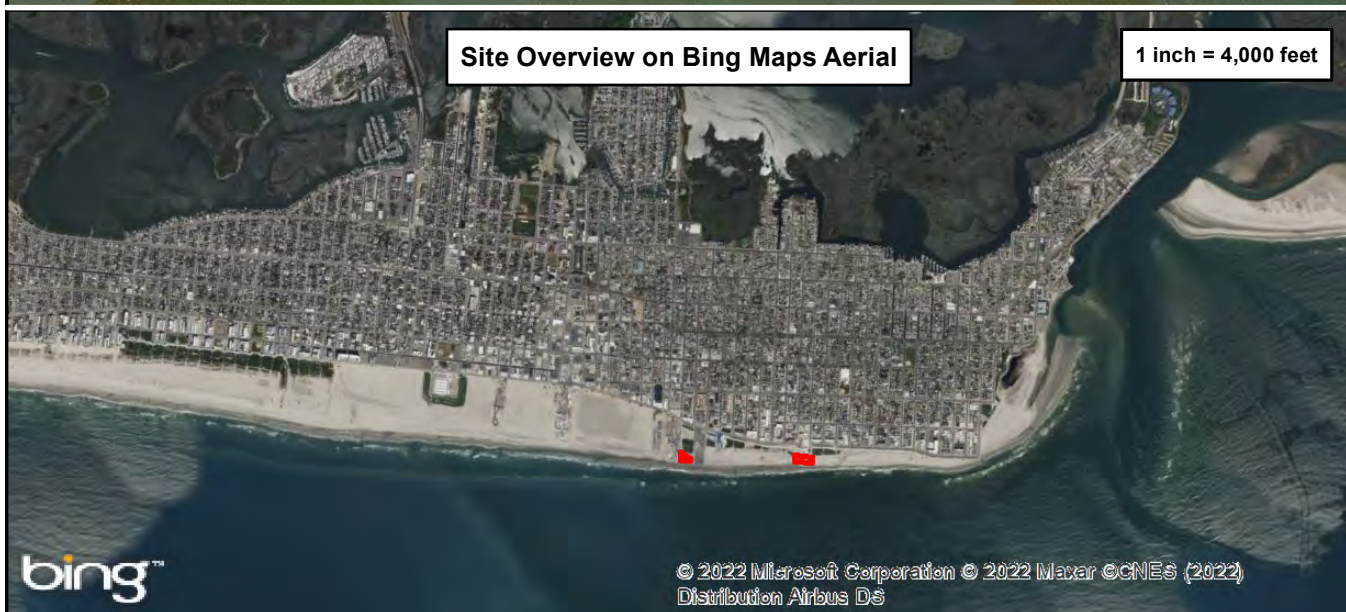 Site Overview on Bing Maps Aerial
1 inch = 4,000 feet
bing™
© 2022 Microsoft Corporation © 2022 Maxar ©CNES (2022)
Distribution Airbus DS